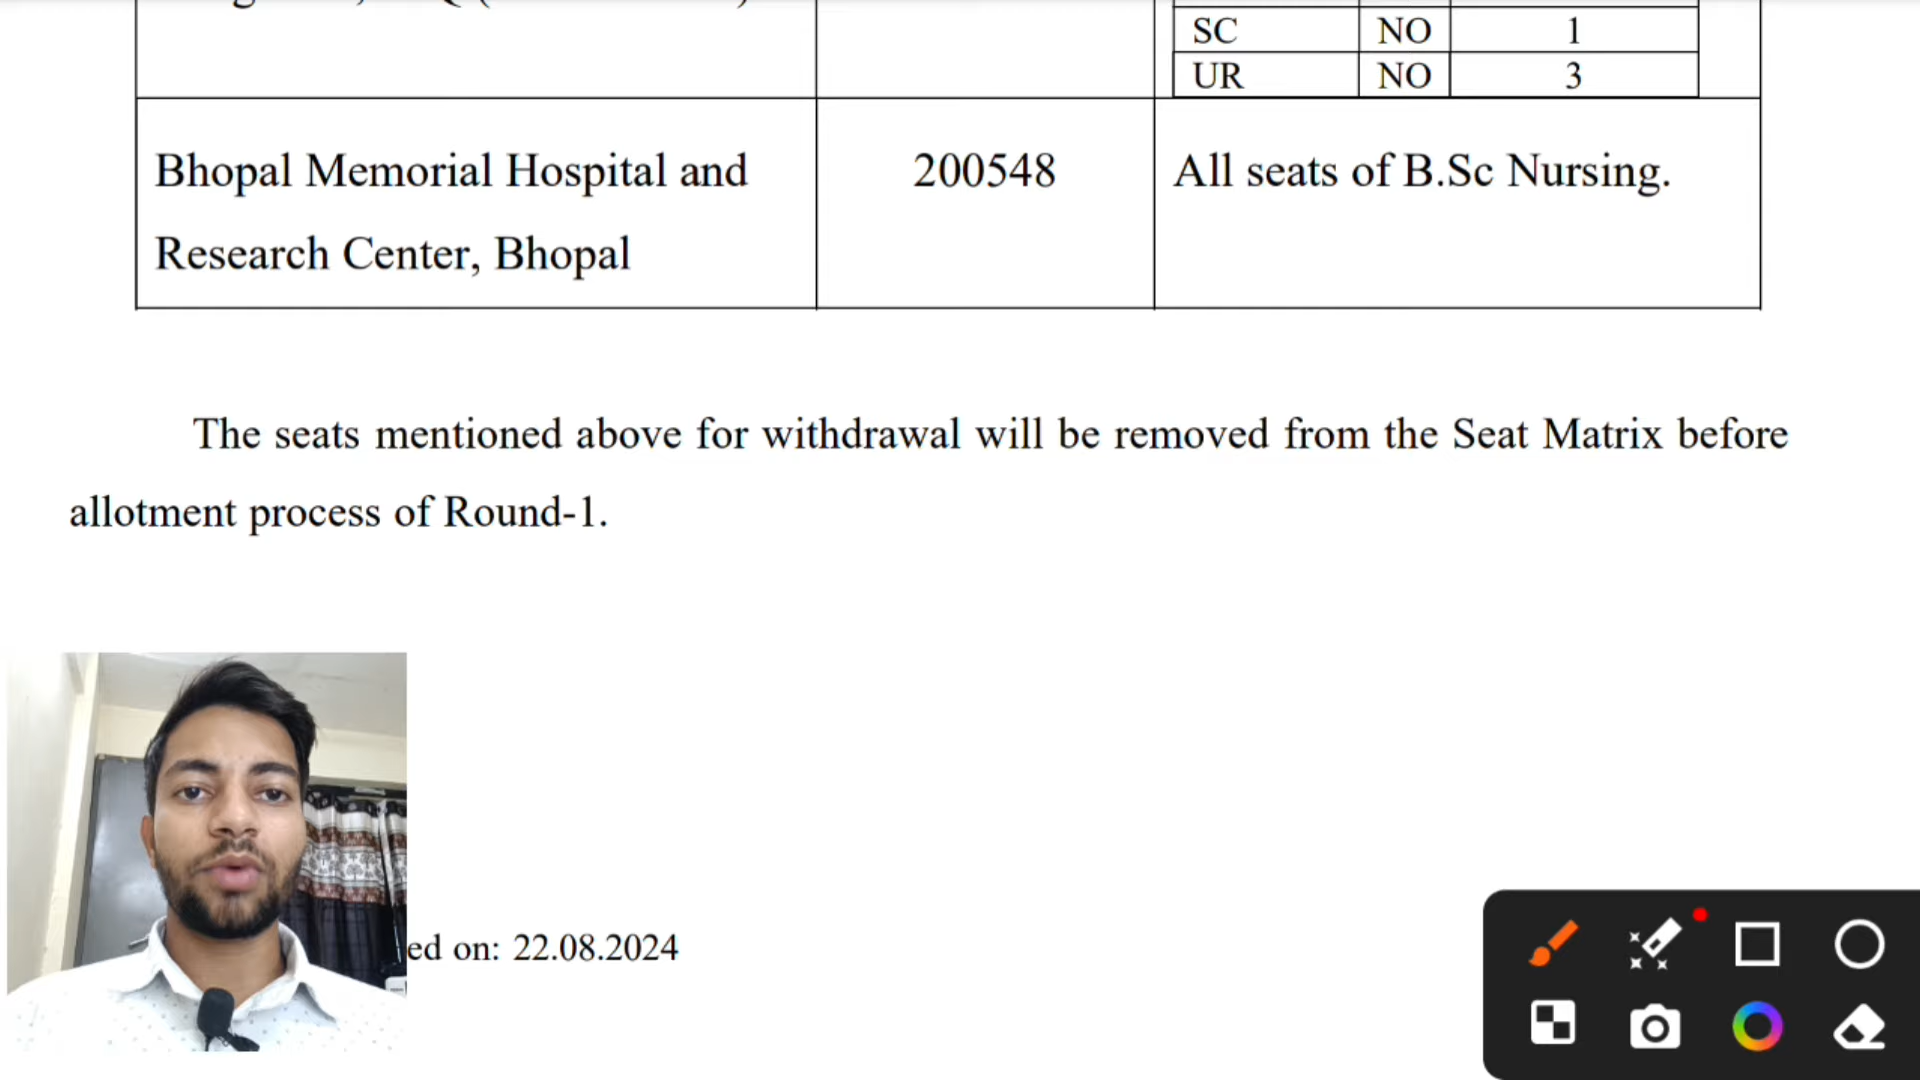 SC NO 1
UR NO 3
Bhopal Memorial Hospital and 200548 All seats of B.Sc Nursing.
Research Center, Bhopal
The seats mentioned above for withdrawal will be removed from the Seat Matrix before
allotment process of Round-1.
ed on: 22.08.2024